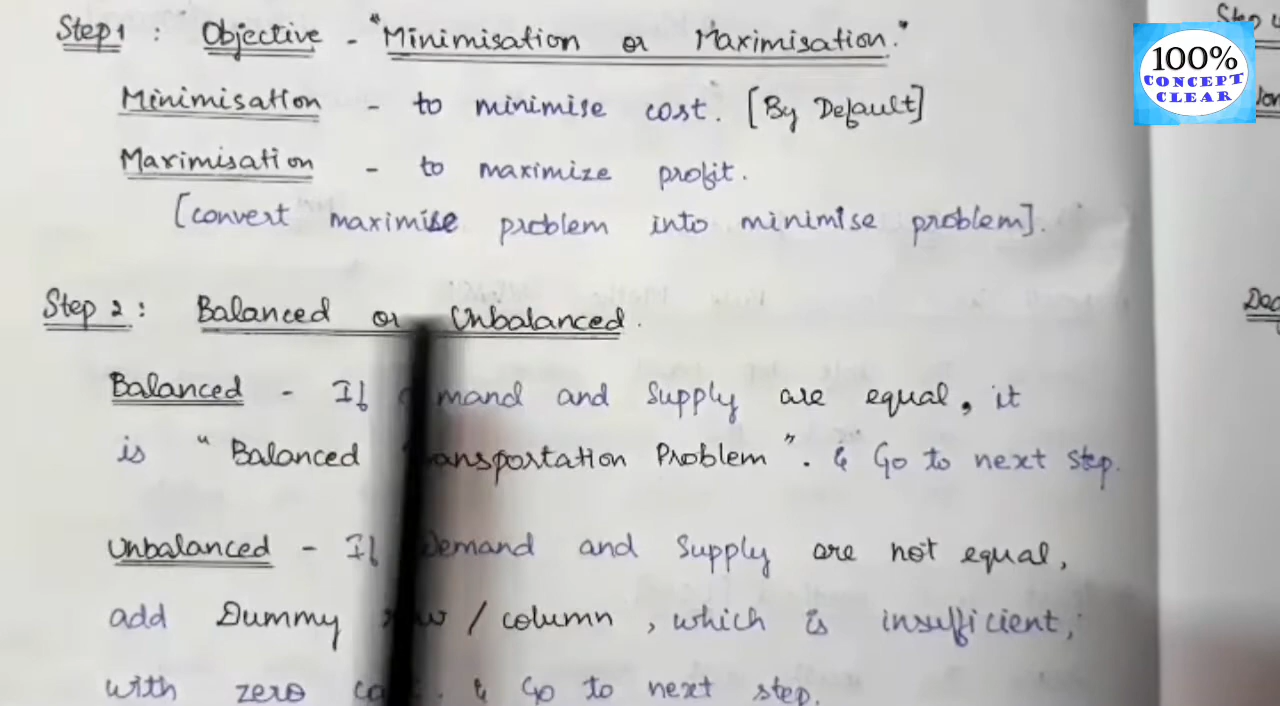 Step 1 : Objective - "Minimisation or Maximisation."
Minimisation - to minimise cost. [By Default]
Maximisation - to maximize profit.
[convert maximise problem into minimise problem].
Step 2 : Balanced or Unbalanced.
Balanced - If mand and Supply are equal, it
is "Balanced ansportation Problem". & Go to next step.
Unbalanced - If Demand and Supply are not equal,
add Dummy / column, which is insufficient,
with zero & Go to next step.
100%
CONCEPT
CLEAR
Step